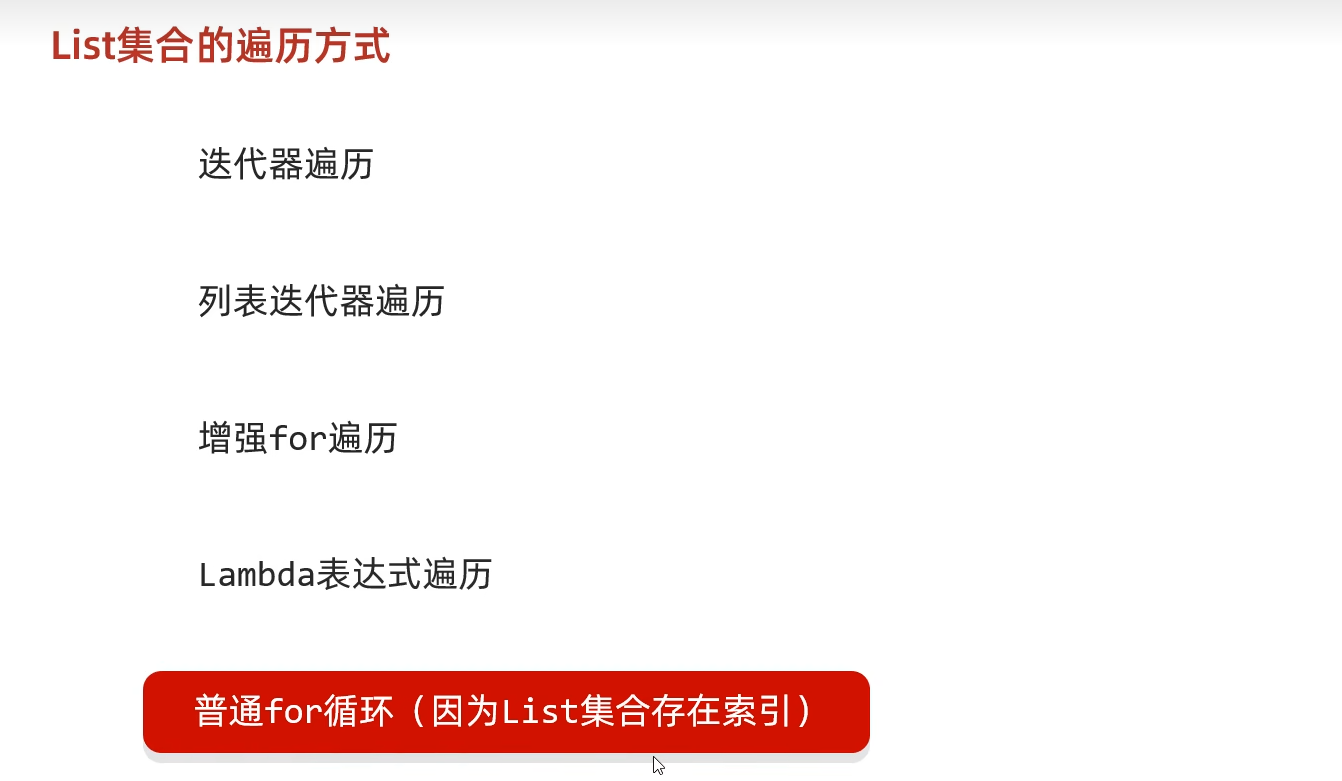 List集合的遍历方式
迭代器遍历
列表迭代器遍历
增强for遍历
Lambda表达式遍历
普通for循环（因为List集合存在索引）